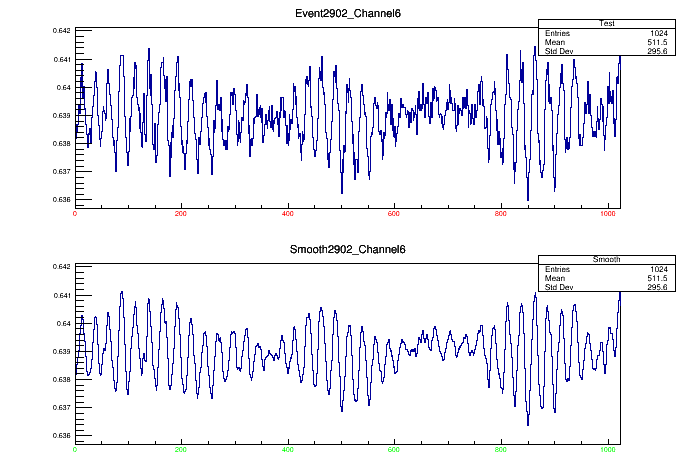 Event2902_Channel6
Test
Entries 1024
Mean 511.5
Std Dev 295.6
0.642
0.641
0.64
0.639
0.638
0.637
0.636
0 200 400 600 800 1000
Smooth2902_Channel6
Smooth
Entries 1024
Mean 511.5
Std Dev 295.6
0.642
0.641
0.64
0.639
0.638
0.637
0.636
0 200 400 600 800 1000